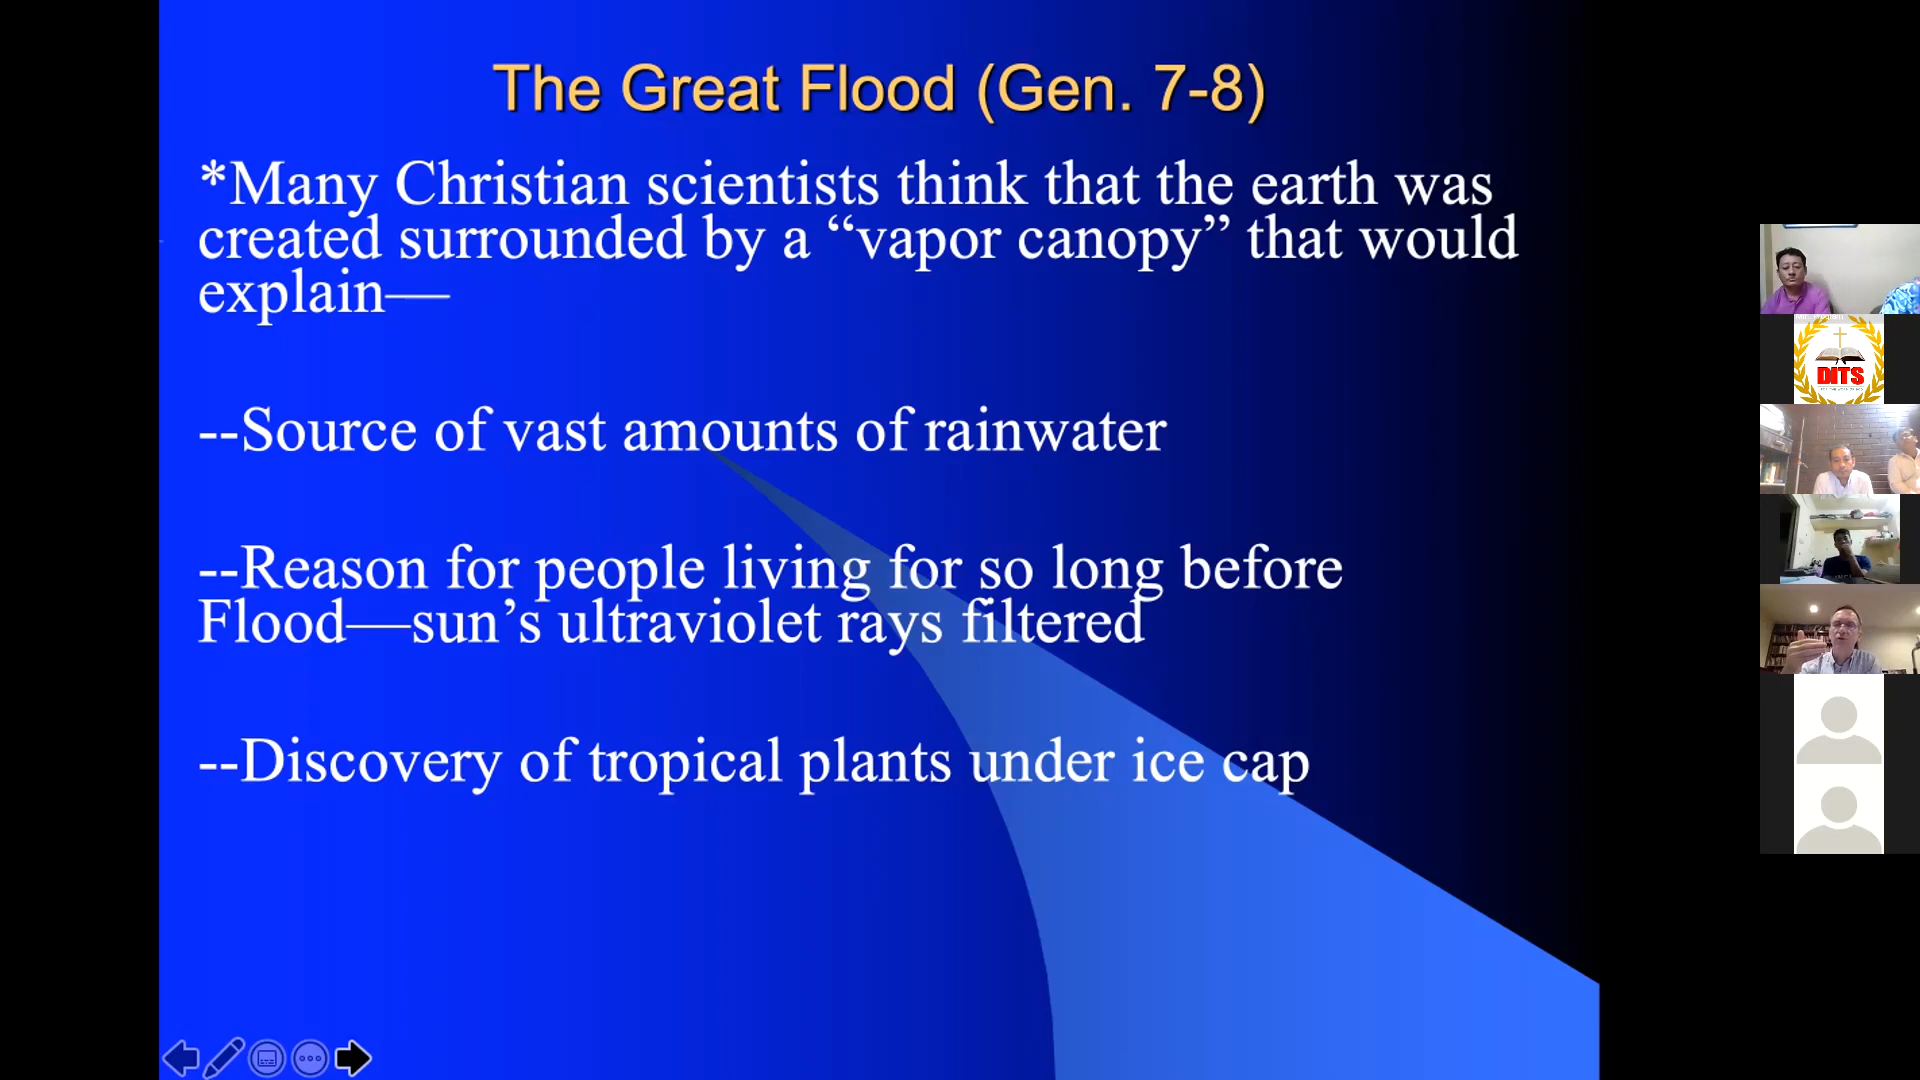 The Great Flood (Gen. 7-8)
*Many Christian scientists think that the earth was
created surrounded by a “vapor canopy” that would
explain—
--Source of vast amounts of rainwater
--Reason for people living for so long before
Flood—sun’s ultraviolet rays filtered
--Discovery of tropical plants under ice cap
DITS